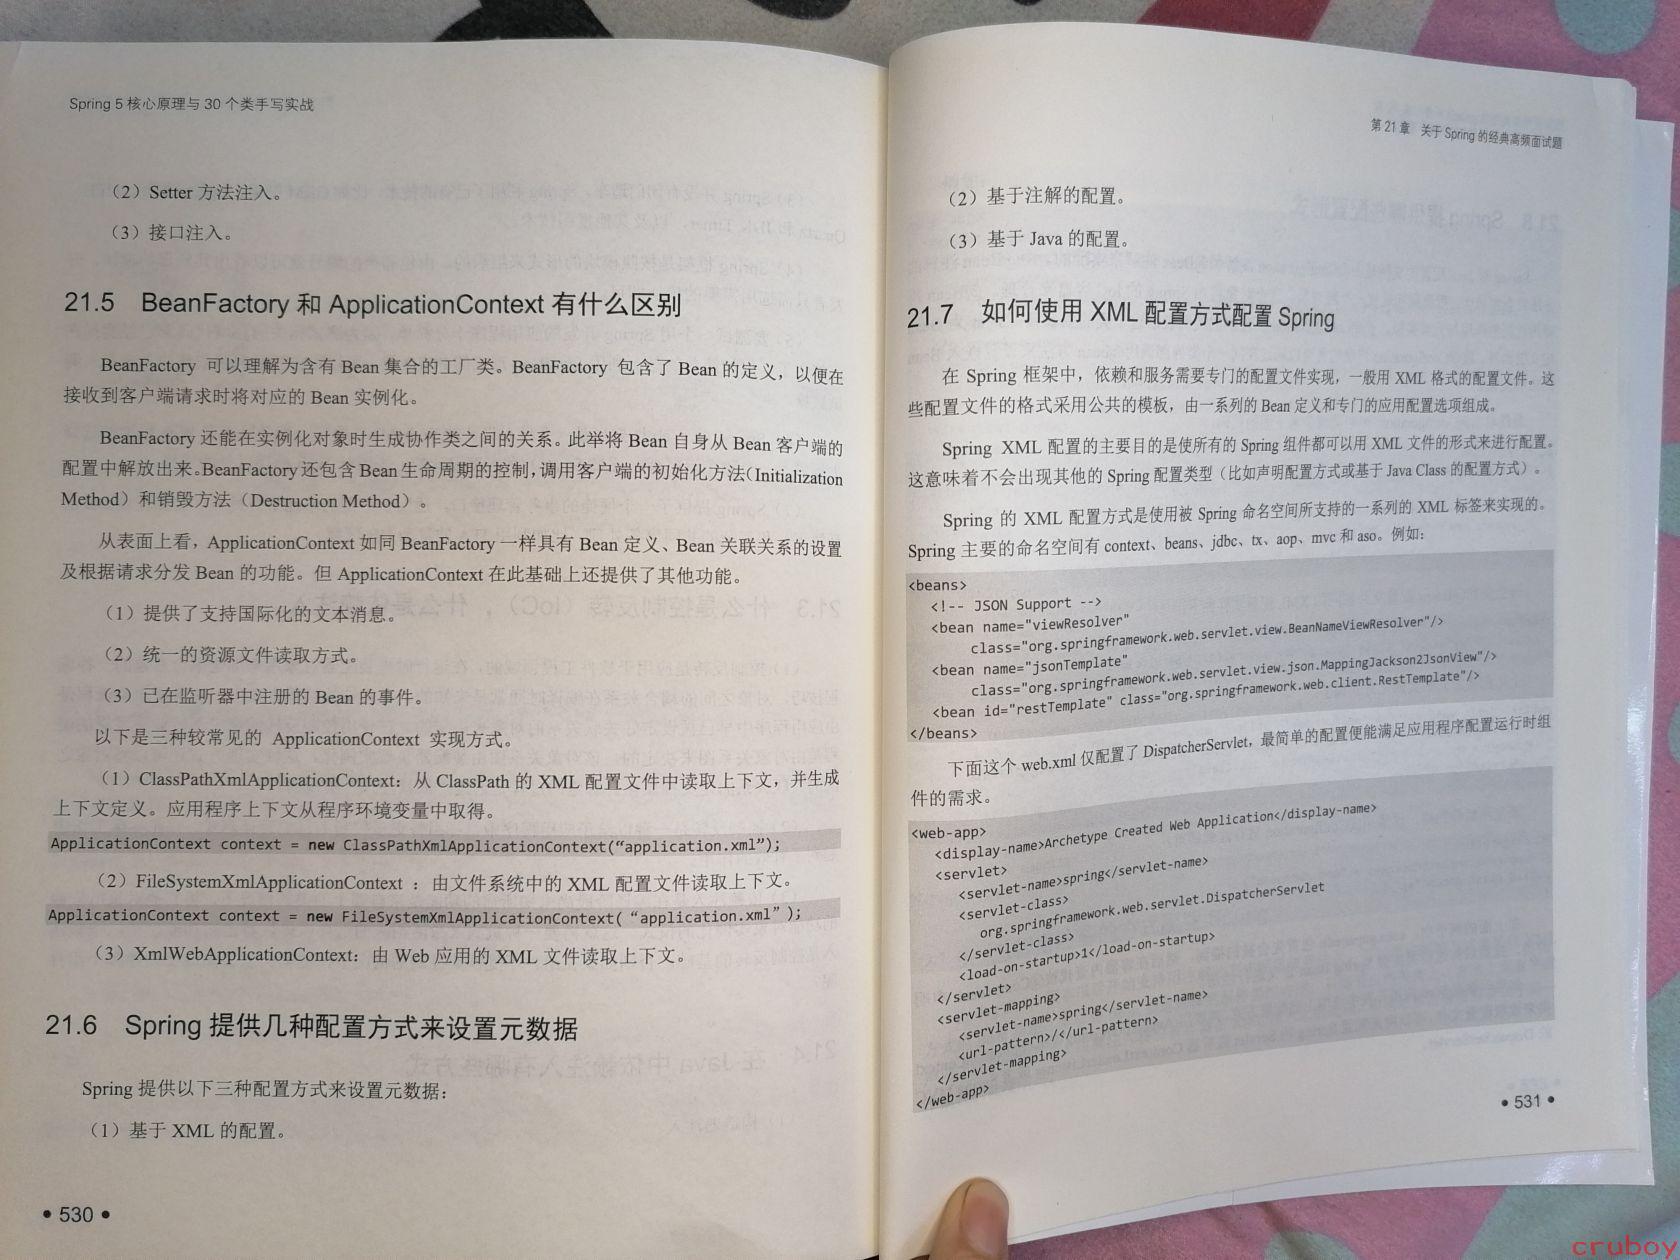 Spring 5 核心原理与 30 个类手写实战
（2）Setter 方法注入。
（3）接口注入。
21.5 BeanFactory 和 ApplicationContext 有什么区别
BeanFactory 可以理解为含有 Bean 集合的工厂类。BeanFactory 包含了 Bean 的定义，以便在
接收到客户端请求时将对应的 Bean 实例化。
BeanFactory 还能在实例化对象时生成协作类之间的关系。此举将 Bean 自身从 Bean 客户端的
配置中解放出来。BeanFactory 还包含 Bean 生命周期的控制，调用客户端的初始化方法（Initialization
Method）和销毁方法（Destruction Method）。
从表面上看，ApplicationContext 如同 BeanFactory 一样具有 Bean 定义、Bean 关联关系的设置
及根据请求分发 Bean 的功能。但 ApplicationContext 在此基础上还提供了其他功能。
（1）提供了支持国际化的文本消息。
（2）统一的资源文件读取方式。
（3）已在监听器中注册的 Bean 的事件。
以下是三种较常见的 ApplicationContext 实现方式。
（1）ClassPathXmlApplicationContext：从 ClassPath 的 XML 配置文件中读取上下文，并生成
上下文定义。应用程序上下文从程序环境变量中取得。
ApplicationContext context = new ClassPathXmlApplicationContext(“application.xml”);
（2）FileSystemXmlApplicationContext ：由文件系统中的 XML 配置文件读取上下文。
ApplicationContext context = new FileSystemXmlApplicationContext( “application.xml” );
（3）XmlWebApplicationContext：由 Web 应用的 XML 文件读取上下文。
21.6 Spring 提供几种配置方式来设置元数据
Spring 提供以下三种配置方式来设置元数据：
（1）基于 XML 的配置。
• 530 •
第 21 章 关于 Spring 的经典高频面试题
（2）基于注解的配置。
（3）基于 Java 的配置。
21.7 如何使用 XML 配置方式配置 Spring
在 Spring 框架中，依赖和服务需要专门的配置文件实现，一般用 XML 格式的配置文件。这
些配置文件的格式采用公共的模板，由一系列的 Bean 定义和专门的应用配置选项组成。
Spring XML 配置的主要目的是使所有的 Spring 组件都可以用 XML 文件的形式来进行配置。
这意味着不会出现其他的 Spring 配置类型（比如声明配置方式或基于 Java Class 的配置方式）。
Spring 的 XML 配置方式是使用被 Spring 命名空间所支持的一系列的 XML 标签来实现的。
Spring 主要的命名空间有 context、beans、jdbc、tx、aop、mvc 和 aso。例如：
<beans>
<!-- JSON Support -->
<bean name="viewResolver"
class="org.springframework.web.servlet.view.BeanNameViewResolver"/>
<bean name="jsonTemplate"
class="org.springframework.web.servlet.view.json.MappingJackson2JsonView"/>
<bean id="restTemplate" class="org.springframework.web.client.RestTemplate"/>
</beans>
下面这个 web.xml 仅配置了 DispatcherServlet，最简单的配置便能满足应用程序配置运行时组
件的需求。
<web-app>
<display-name>Archetype Created Web Application</display-name>
<servlet>
<servlet-name>spring</servlet-name>
<servlet-class>
org.springframework.web.servlet.DispatcherServlet
</servlet-class>
<load-on-startup>1</load-on-startup>
</servlet>
<servlet-mapping>
<servlet-name>spring</servlet-name>
<url-pattern>/</url-pattern>
</servlet-mapping>
</web-app>
• 531 •
cruboy